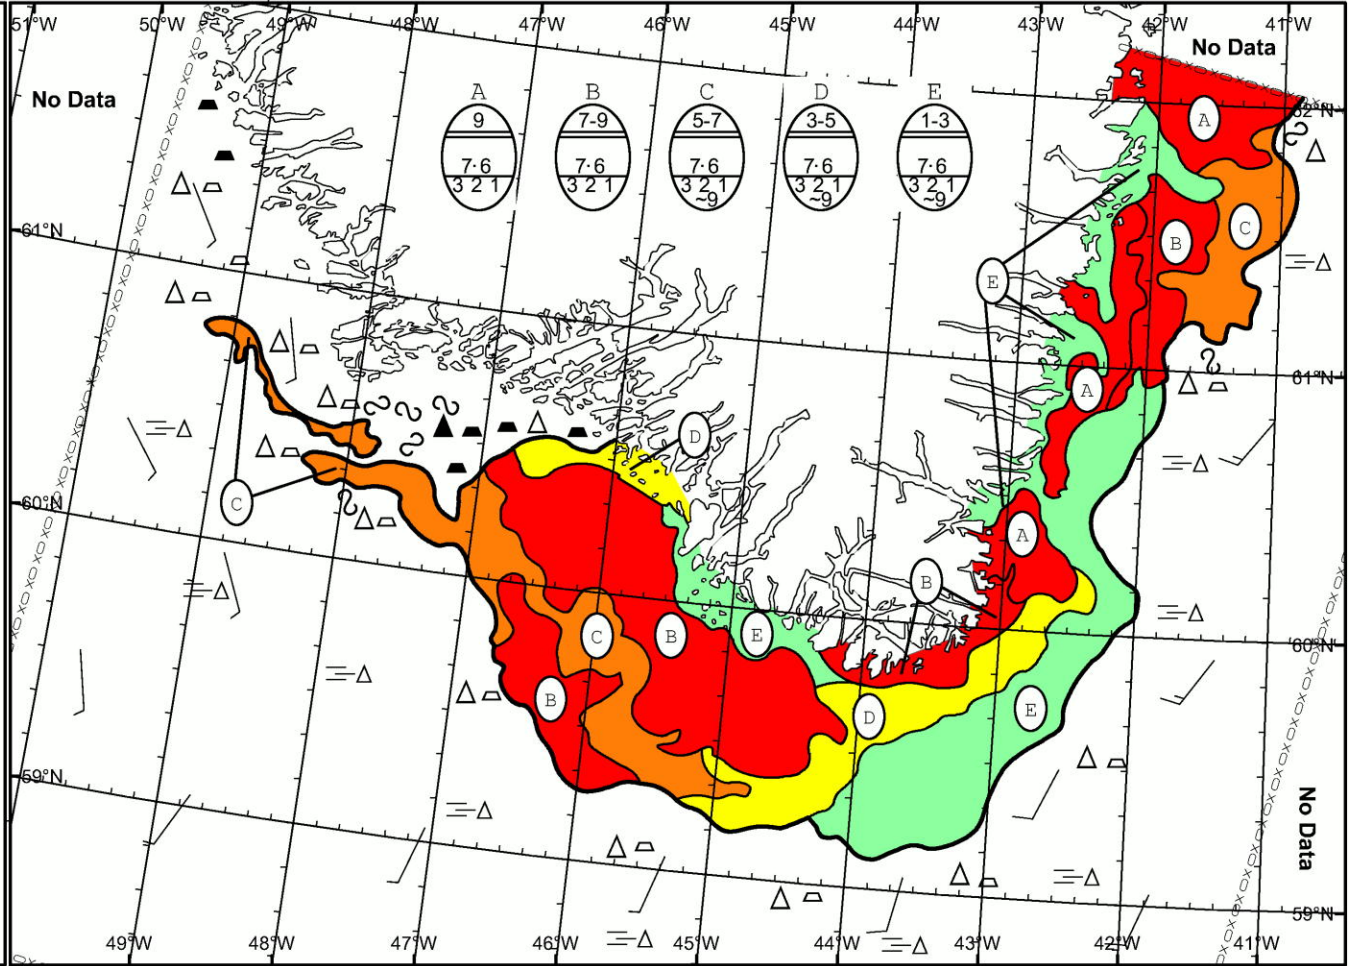 51°W 50°W 49°W 48°W 47°W 46°W 45°W 44°W 43°W 42°W 41°W
No Data
No Data
A B C D E
9 7-9 5-7 3-5 1-3
7·6 7·6 7·6 7·6 7·6
3 2 1 3 2 1 3 2 1 3 2 1 3 2 1
~9 ~9 ~9
62°N
A
61°N
B
C
E
61°N
A
D
C
60°N
A
B
C
B
E
60°N
B
D
E
59°N
No Data
59°N
49°W 48°W 47°W 46°W 45°W 44°W 43°W 42°W 41°W